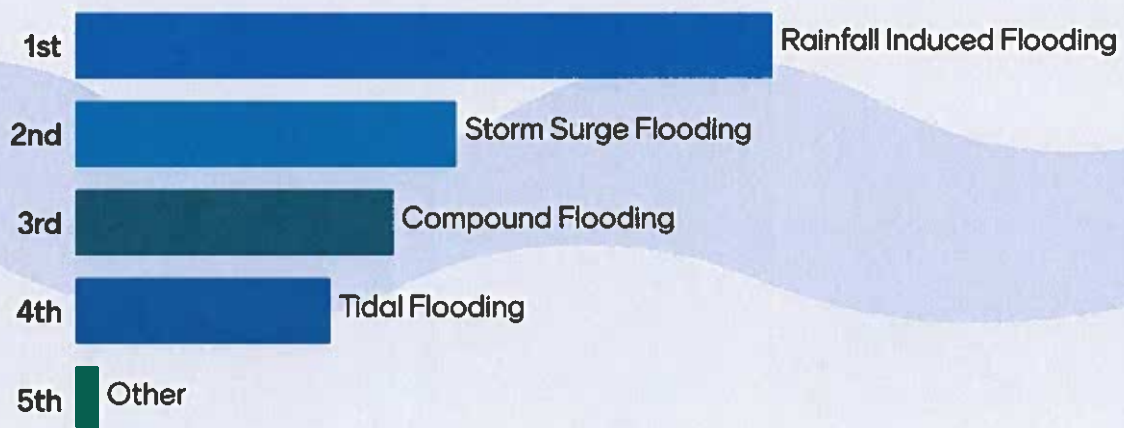 1st Rainfall Induced Flooding
2nd Storm Surge Flooding
3rd Compound Flooding
4th Tidal Flooding
5th Other